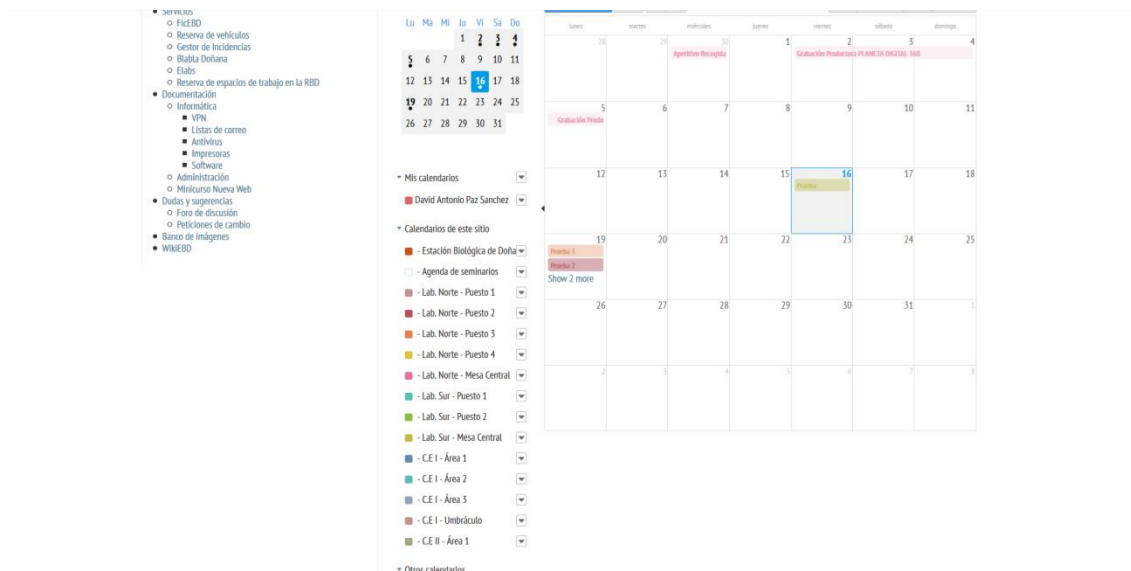 Servicios
FicEBD
Reserva de vehículos
Gestor de Incidencias
Blabla Doñana
Elabs
Reserva de espacios de trabajo en la RBD
Documentación
Informática
VPN
Listas de correo
Antivirus
Impresoras
Software
Administración
Minicurso Nueva Web
Dudas y sugerencias
Foro de discusión
Peticiones de cambio
Banco de imágenes
WikiEBD
Lu Ma Mi Ju Vi Sa Do
1 2 3 4
5 6 7 8 9 10 11
12 13 14 15 16 17 18
19 20 21 22 23 24 25
26 27 28 29 30 31
Mis calendarios
David Antonio Paz Sanchez
Calendarios de este sitio
- Estación Biológica de Doña
- Agenda de seminarios
- Lab. Norte - Puesto 1
- Lab. Norte - Puesto 2
- Lab. Norte - Puesto 3
- Lab. Norte - Puesto 4
- Lab. Norte - Mesa Central
- Lab. Sur - Puesto 1
- Lab. Sur - Puesto 2
- Lab. Sur - Mesa Central
- C.E I - Área 1
- C.E I - Área 2
- C.E I - Área 3
- C.E I - Umbráculo
- C.E II - Área 1
Otros calendarios
lunes martes miércoles jueves viernes sábado domingo
28 29 30 1 2 3 4
Aperitivo Recogida Grabación Productora PLANETA DIGITAL 360
5 6 7 8 9 10 11
Grabación Produ
12 13 14 15 16 17 18
Prueba
19 20 21 22 23 24 25
Prueba 3
Prueba 2
Show 2 more
26 27 28 29 30 31 1
2 3 4 5 6 7 8